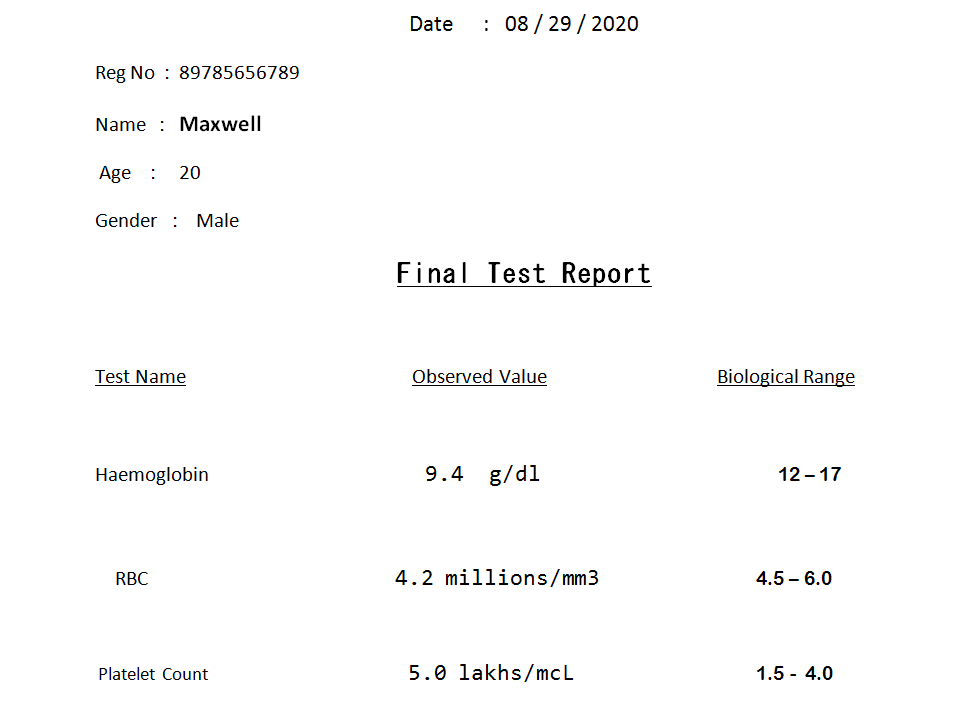 Date : 08 / 29 / 2020
Reg No : 89785656789
Name : Maxwell
Age : 20
Gender : Male
Final Test Report
Test Name Observed Value Biological Range
Haemoglobin 9.4 g/dl 12 – 17
RBC 4.2 millions/mm3 4.5 – 6.0
Platelet Count 5.0 lakhs/mcL 1.5 - 4.0